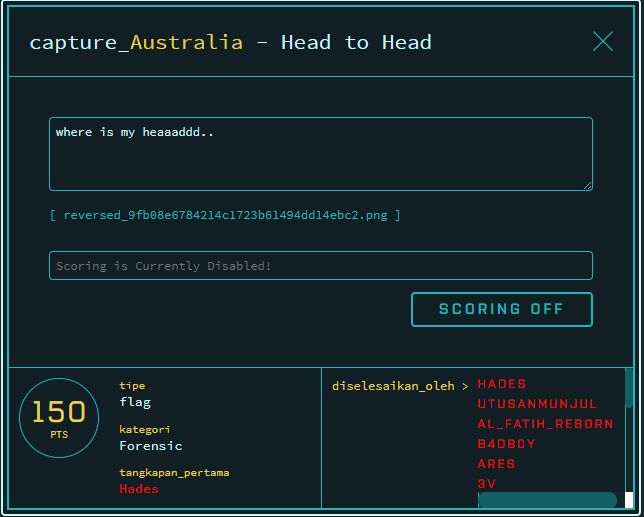 capture_Australia – Head to Head
where is my heaaaddd..
[ reversed_9fb08e6784214c1723b61494dd14ebc2.png ]
Scoring is Currently Disabled!
SCORING OFF
150
PTS
tipe
flag
kategori
Forensic
tangkapan_pertama
Hades
diselesaikan_oleh >
HADES
UTUSANMUNJUL
AL_FATIH_REBORN
B4DBOY
ARES
3V